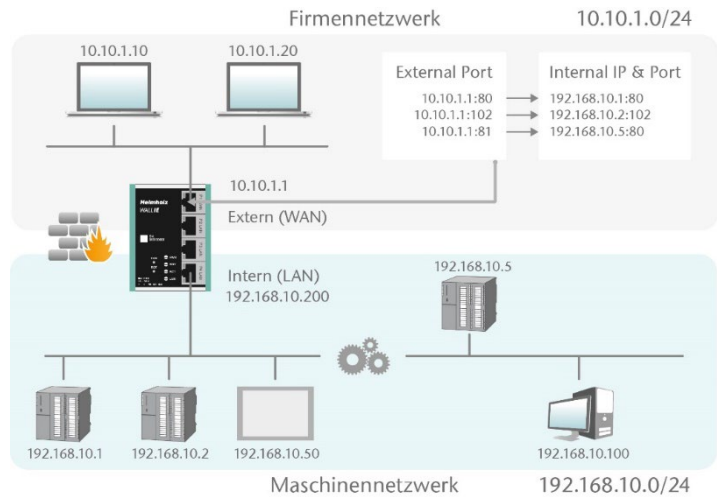 Firmennetzwerk 10.10.1.0/24
10.10.1.10
10.10.1.20
External Port
10.10.1.1:80
10.10.1.1:102
10.10.1.1:81
Internal IP & Port
192.168.10.1:80
192.168.10.2:102
192.168.10.5:80
10.10.1.1
Extern (WAN)
Helmholz
WALL IE
Intern (LAN)
192.168.10.200
192.168.10.5
192.168.10.1
192.168.10.2
192.168.10.50
192.168.10.100
Maschinennetzwerk 192.168.10.0/24